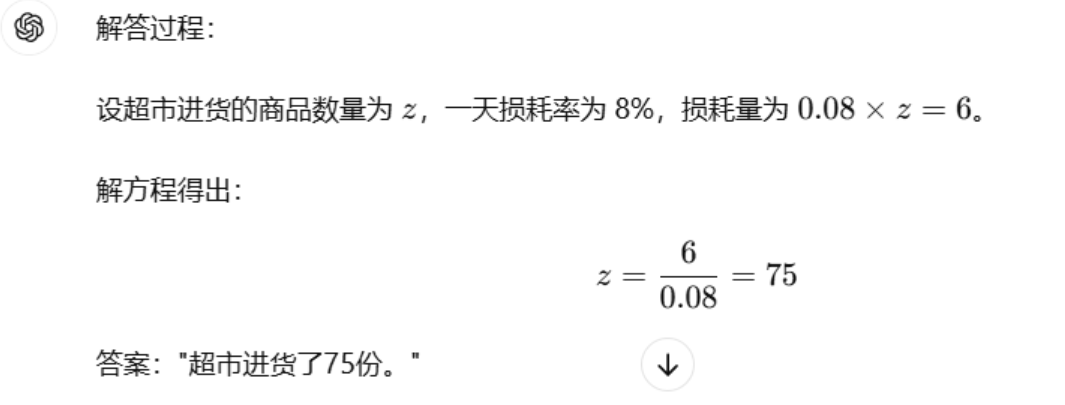 解答过程：
设超市进货的商品数量为 z，一天损耗率为 8%，损耗量为 0.08 × z = 6。
解方程得出：
z = 6/0.08 = 75
答案："超市进货了75份。"